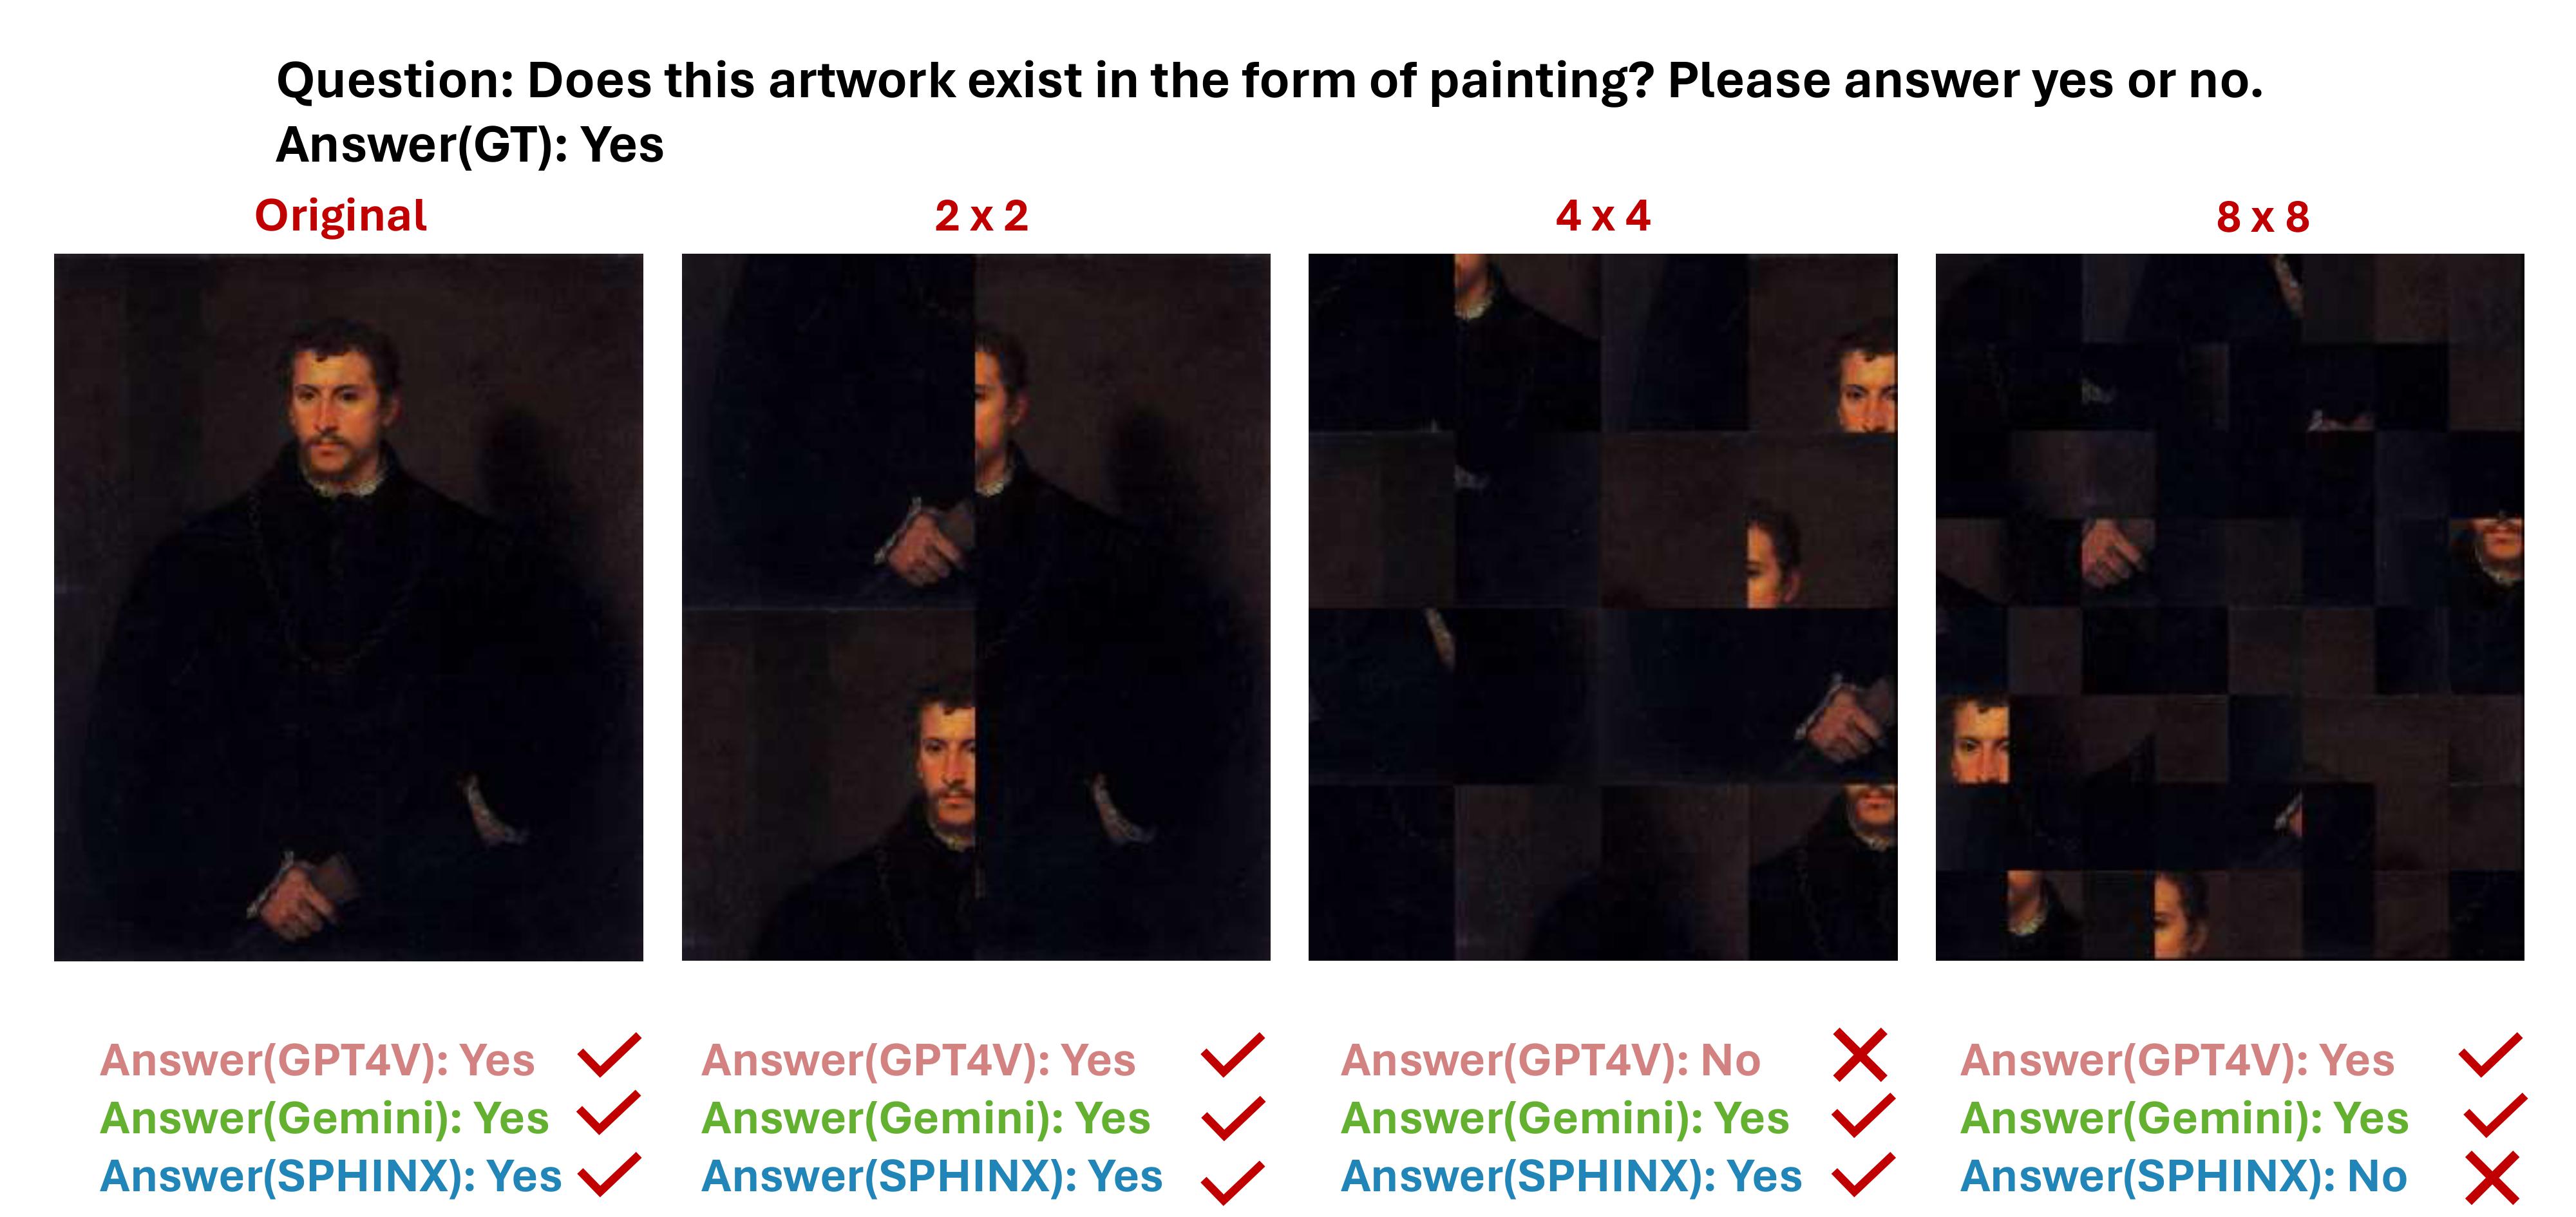 Question: Does this artwork exist in the form of painting? Please answer yes or no.
Answer(GT): Yes
Original
2 x 2
4 x 4
8 x 8
Answer(GPT4V): Yes
Answer(Gemini): Yes
Answer(SPHINX): Yes
Answer(GPT4V): Yes
Answer(Gemini): Yes
Answer(SPHINX): Yes
Answer(GPT4V): No
Answer(Gemini): Yes
Answer(SPHINX): Yes
Answer(GPT4V): Yes
Answer(Gemini): Yes
Answer(SPHINX): No